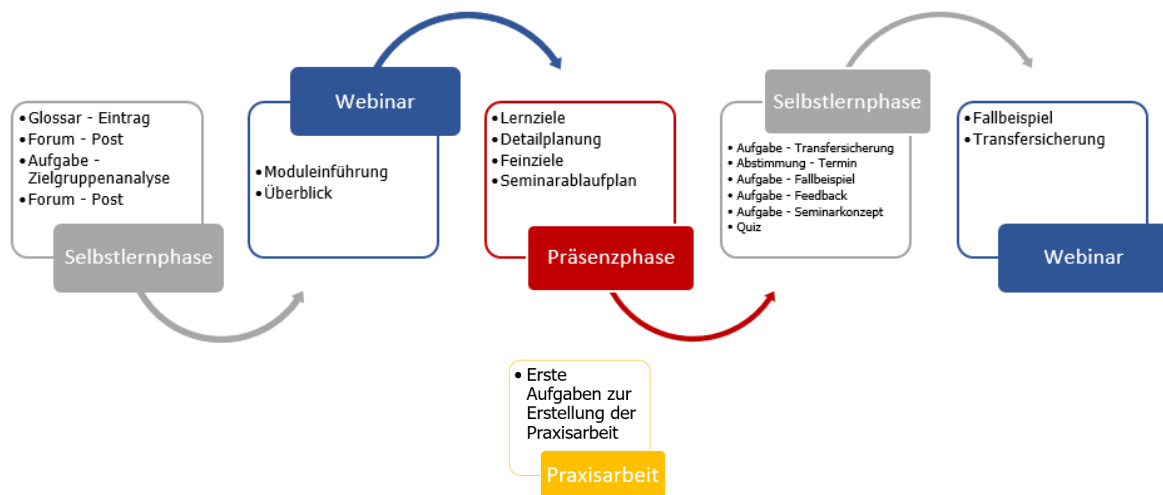 • Glossar - Eintrag
• Forum - Post
• Aufgabe -
Zielgruppenanalyse
• Forum - Post
Selbstlernphase
Webinar
• Moduleinführung
• Überblick
• Lernziele
• Detailplanung
• Feinziele
• Seminarablaufplan
Präsenzphase
Selbstlernphase
• Aufgabe - Transfersicherung
• Abstimmung - Termin
• Aufgabe - Fallbeispiel
• Aufgabe - Feedback
• Aufgabe - Seminarkonzept
• Quiz
• Fallbeispiel
• Transfersicherung
Webinar
• Erste
Aufgaben zur
Erstellung der
Praxisarbeit
Praxisarbeit